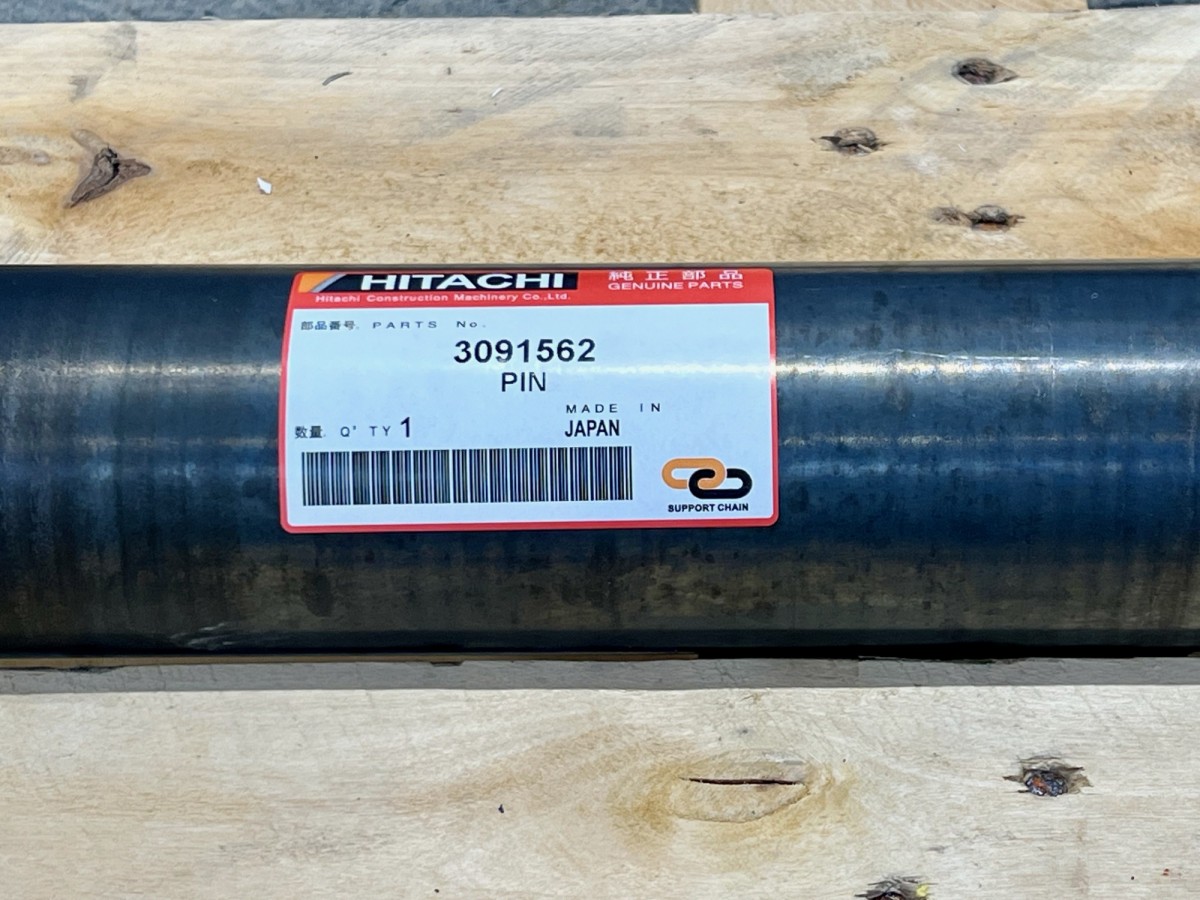 HITACHI
純正部品
Hitachi Construction Machinery Co.,Ltd.
GENUINE PARTS
部品番号. PARTS No.
3091562
PIN
MADE IN
数量. Q'TY 1
JAPAN
SUPPORT CHAIN